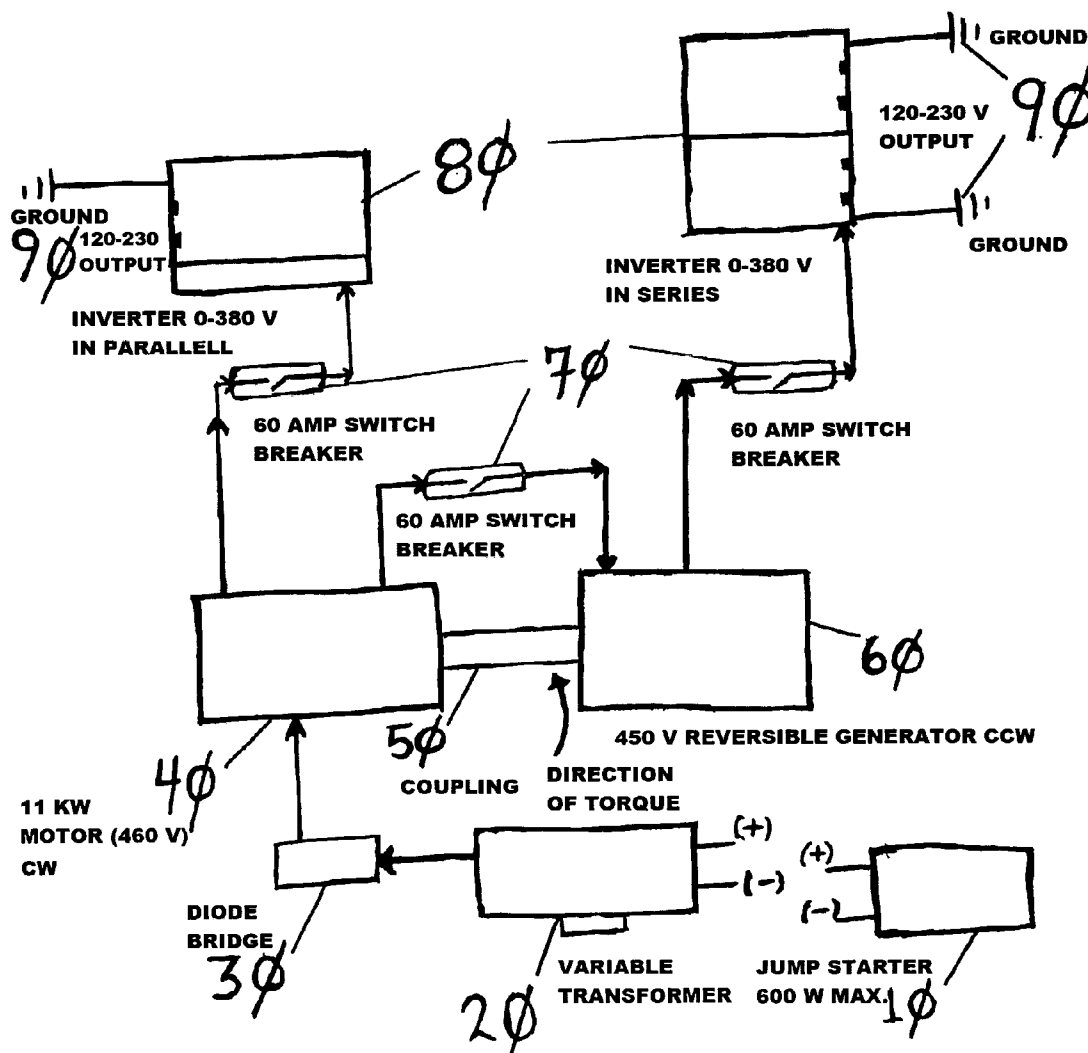 GROUND
90
120-230 V
OUTPUT
80
GROUND
90
120-230
OUTPUT
GROUND
INVERTER 0-380 V
IN SERIES
INVERTER 0-380 V
IN PARALLELL
70
60 AMP SWITCH
BREAKER
60 AMP SWITCH
BREAKER
60 AMP SWITCH
BREAKER
60
50
450 V REVERSIBLE GENERATOR CCW
40
COUPLING
DIRECTION
OF TORQUE
11 KW
MOTOR (460 V)
CW
(+)
(-)
(+)
(-)
DIODE
BRIDGE
30
VARIABLE
TRANSFORMER
20
JUMP STARTER
600 W MAX.
10